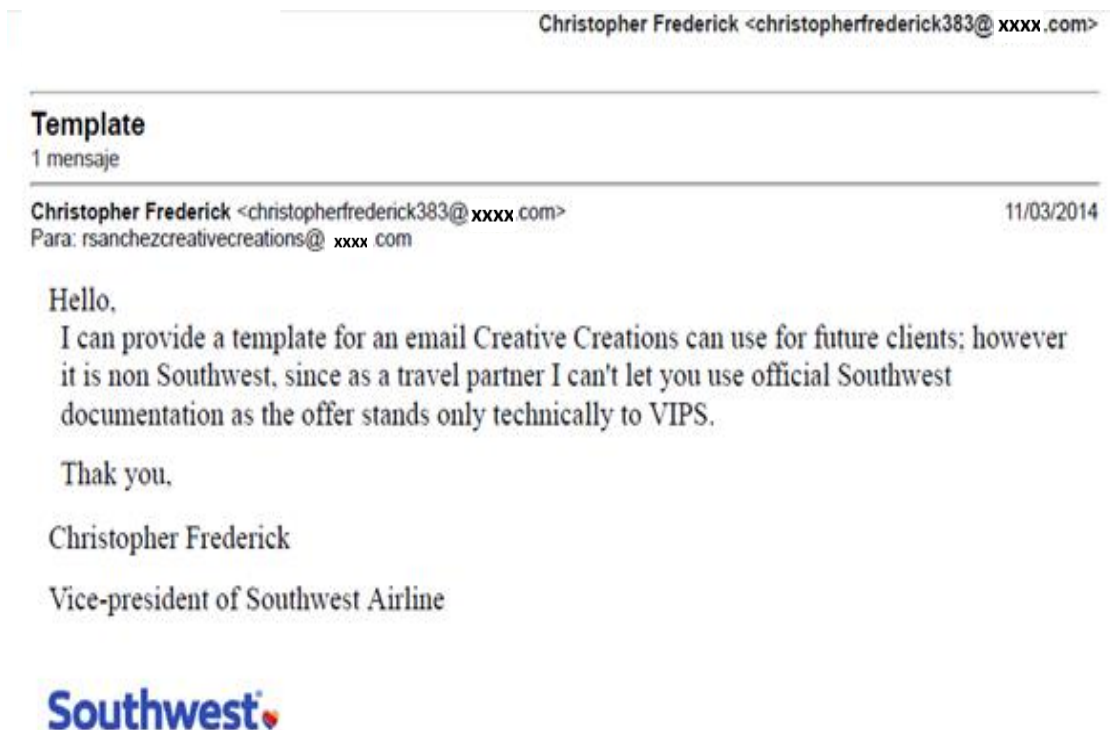 Christopher Frederick <christopherfrederick383@xxxx.com>
Template
1 mensaje
Christopher Frederick <christopherfrederick383@xxxx.com> 11/03/2014
Para: rsanchezcreativecreations@ xxxx.com
Hello,
I can provide a template for an email Creative Creations can use for future clients; however
it is non Southwest, since as a travel partner I can't let you use official Southwest
documentation as the offer stands only technically to VIPS.
Thak you,
Christopher Frederick
Vice-president of Southwest Airline
Southwest